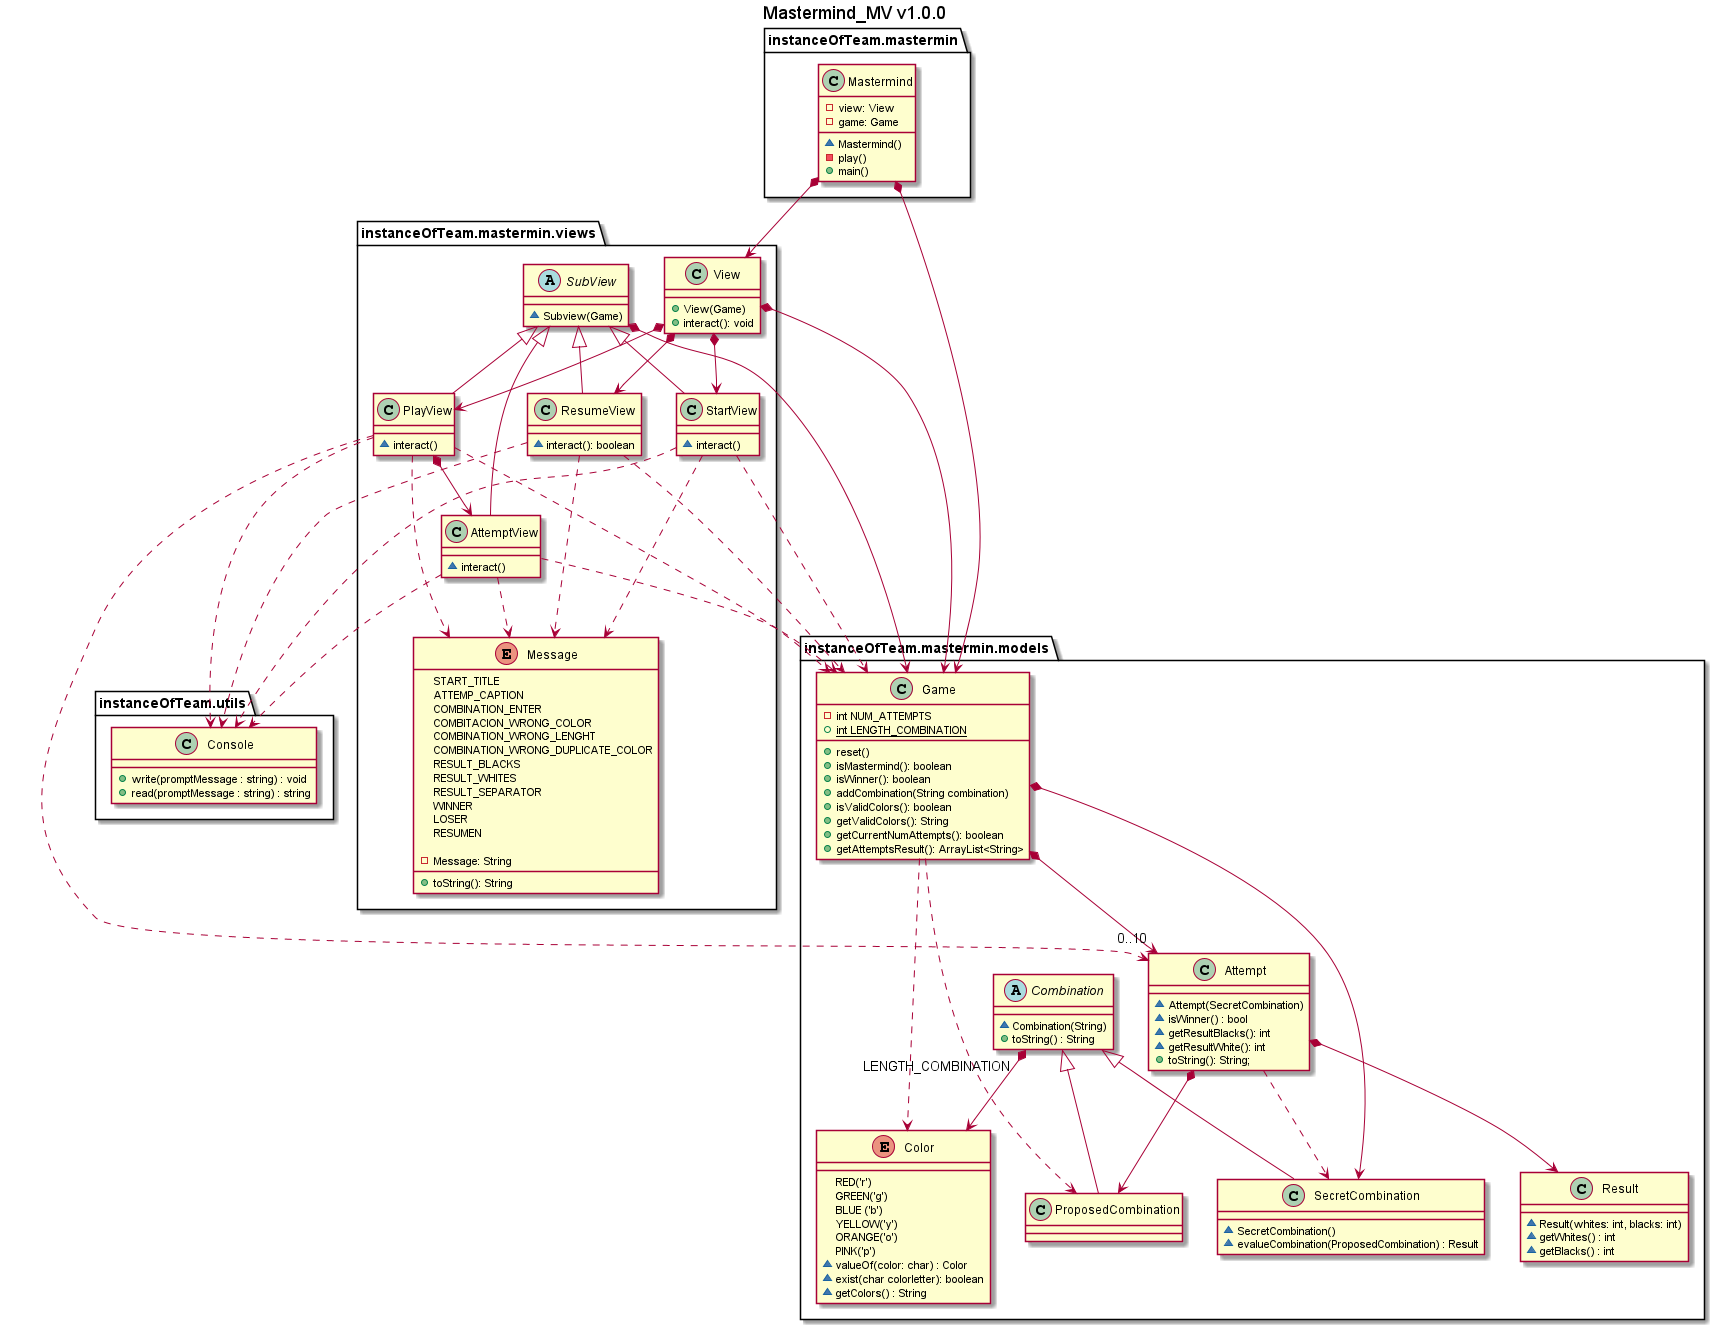 Mastermind_MV v1.0.0
instanceOfTeam.mastermin
C Mastermind
view: View
game: Game
Mastermind()
play()
main()
instanceOfTeam.mastermin.views
A SubView
Subview(Game)
C View
View(Game)
interact(): void
C PlayView
interact()
C ResumeView
interact(): boolean
C StartView
interact()
C AttemptView
interact()
E Message
START_TITLE
ATTEMP_CAPTION
COMBINATION_ENTER
COMBITACION_WRONG_COLOR
COMBINATION_WRONG_LENGHT
COMBINATION_WRONG_DUPLICATE_COLOR
RESULT_BLACKS
RESULT_WHITES
RESULT_SEPARATOR
WINNER
LOSER
RESUMEN
Message: String
toString(): String
instanceOfTeam.utils
C Console
write(promptMessage : string) : void
read(promptMessage : string) : string
instanceOfTeam.mastermin.models
C Game
int NUM_ATTEMPTS
int LENGTH_COMBINATION
reset()
isMastermind(): boolean
isWinner(): boolean
addCombination(String combination)
isValidColors(): boolean
getValidColors(): String
getCurrentNumAttempts(): boolean
getAttemptsResult(): ArrayList<String>
0..10
C Attempt
Attempt(SecretCombination)
isWinner() : bool
getResultBlacks(): int
getResultWhite(): int
toString(): String;
A Combination
Combination(String)
toString() : String
LENGTH_COMBINATION
E Color
RED('r')
GREEN('g')
BLUE ('b')
YELLOW('y')
ORANGE('o')
PINK('p')
valueOf(color: char) : Color
exist(char colorletter): boolean
getColors() : String
C ProposedCombination
C SecretCombination
SecretCombination()
evalueCombination(ProposedCombination) : Result
C Result
Result(whites: int, blacks: int)
getWhites() : int
getBlacks() : int